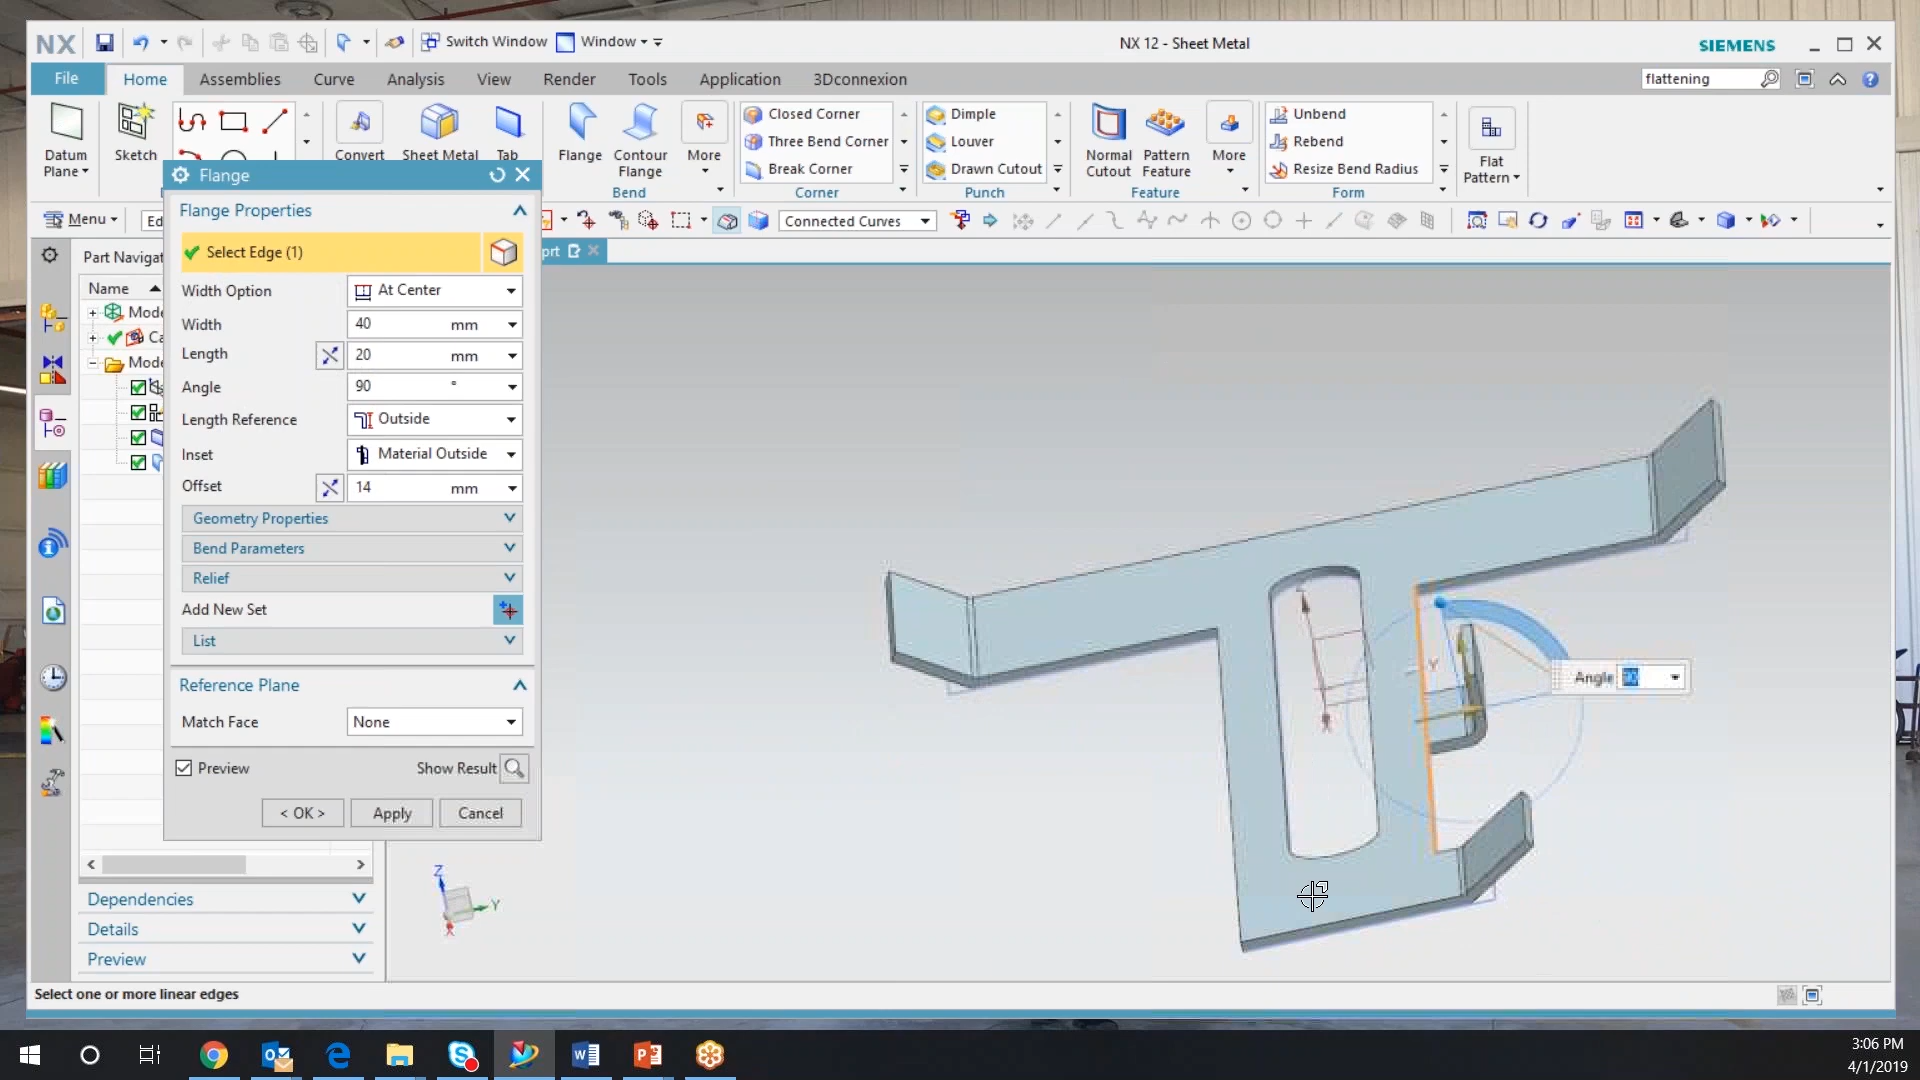 NX
Switch Window
Window
NX 12 - Sheet Metal
SIEMENS
File
Home
Assemblies
Curve
Analysis
View
Render
Tools
Application
3Dconnexion
flattening
Datum
Plane
Sketch
Convert
Sheet Metal
Tab
Flange
Contour
Flange
More
Bend
Closed Corner
Three Bend Corner
Break Corner
Corner
Dimple
Louver
Drawn Cutout
Punch
Normal
Cutout
Pattern
Feature
More
Feature
Unbend
Rebend
Resize Bend Radius
Form
Flat
Pattern
Menu
Connected Curves
prt
Part Navigat
Name
Mode
Ca
Mode
Flange
Flange Properties
Select Edge (1)
Width Option
At Center
Width
40 mm
Length
20 mm
Angle
90 °
Length Reference
Outside
Inset
Material Outside
Offset
14 mm
Geometry Properties
Bend Parameters
Relief
Add New Set
List
Reference Plane
Match Face
None
Preview
Show Result
< OK >
Apply
Cancel
Angle
Y
Z
Y
X
Dependencies
Details
Preview
Select one or more linear edges
3:06 PM
4/1/2019